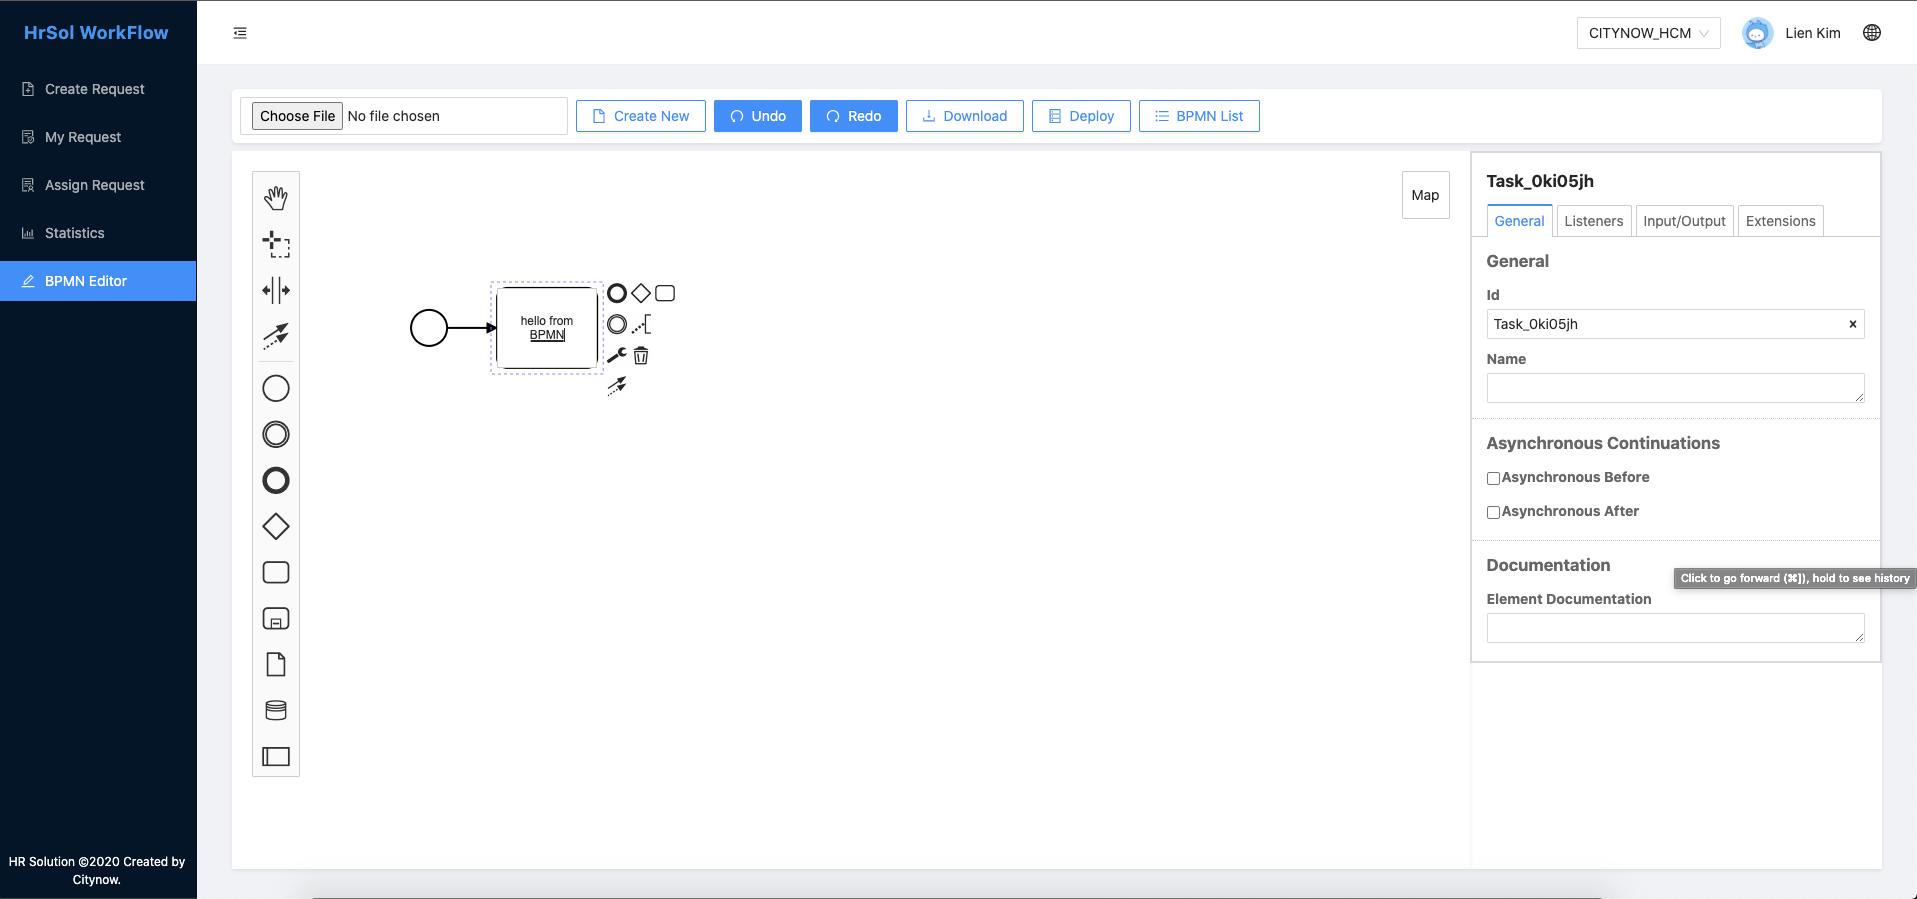 HrSol WorkFlow
Create Request
My Request
Assign Request
Statistics
BPMN Editor
HR Solution ©2020 Created by
Citynow.
CITYNOW_HCM
Lien Kim
Choose File No file chosen
Create New
Undo
Redo
Download
Deploy
BPMN List
Map
hello from
BPMN
Task_0ki05jh
General
Listeners
Input/Output
Extensions
General
Id
Task_0ki05jh
Name
Asynchronous Continuations
Asynchronous Before
Asynchronous After
Documentation
Click to go forward (⌘]), hold to see history
Element Documentation